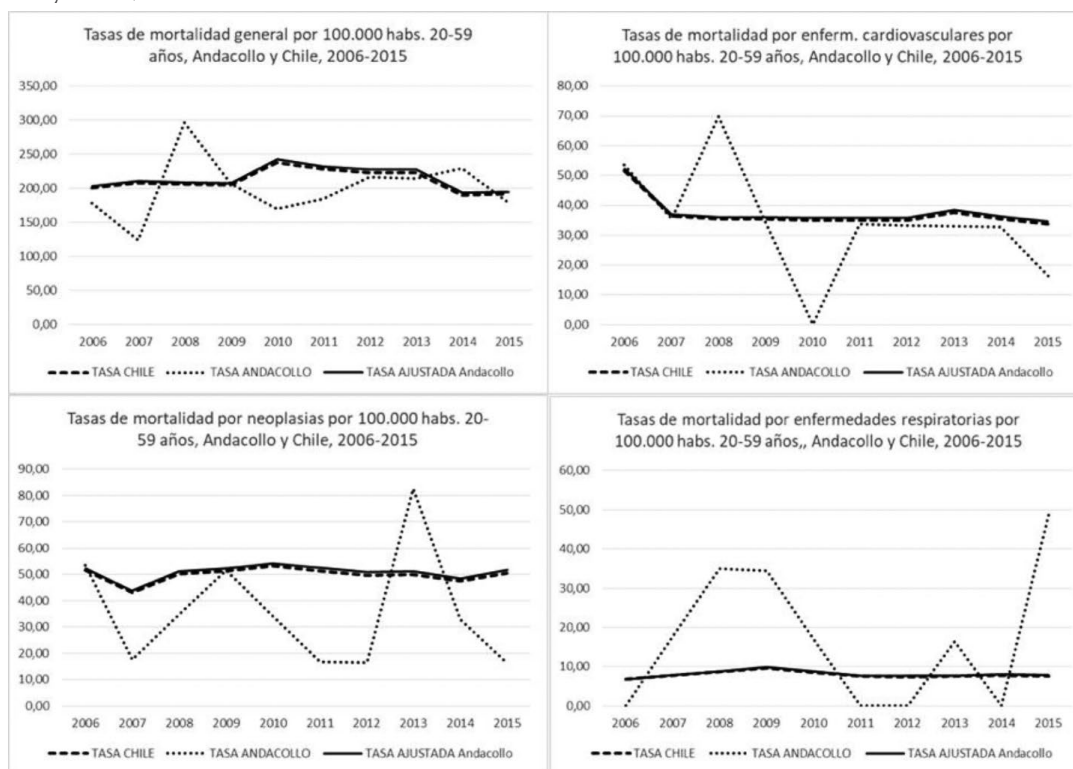 Tasas de mortalidad general por 100.000 habs. 20-59
años, Andacollo y Chile, 2006-2015
350,00
300,00
250,00
200,00
150,00
100,00
50,00
0,00
2006 2007 2008 2009 2010 2011 2012 2013 2014 2015
TASA CHILE TASA ANDACOLLO TASA AJUSTADA Andacollo
Tasas de mortalidad por enferm. cardiovasculares por
100.000 habs. 20-59 años, Andacollo y Chile, 2006-2015
80,00
70,00
60,00
50,00
40,00
30,00
20,00
10,00
0,00
2006 2007 2008 2009 2010 2011 2012 2013 2014 2015
TASA CHILE TASA ANDACOLLO TASA AJUSTADA Andacollo
Tasas de mortalidad por neoplasias por 100.000 habs. 20-
59 años, Andacollo y Chile, 2006-2015
90,00
80,00
70,00
60,00
50,00
40,00
30,00
20,00
10,00
0,00
2006 2007 2008 2009 2010 2011 2012 2013 2014 2015
TASA CHILE TASA ANDACOLLO TASA AJUSTADA Andacollo
Tasas de mortalidad por enfermedades respiratorias por
100.000 habs. 20-59 años,, Andacollo y Chile, 2006-2015
60,00
50,00
40,00
30,00
20,00
10,00
0,00
2006 2007 2008 2009 2010 2011 2012 2013 2014 2015
TASA CHILE TASA ANDACOLLO TASA AJUSTADA Andacollo